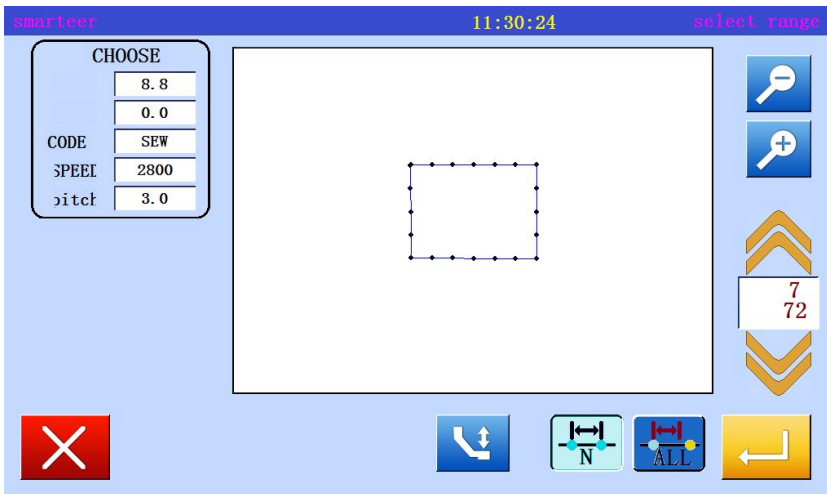 smarteer 11:30:24 select range
CHOOSE
8.8
0.0
CODE SEW
2800
3.0
7
72
N
ALL